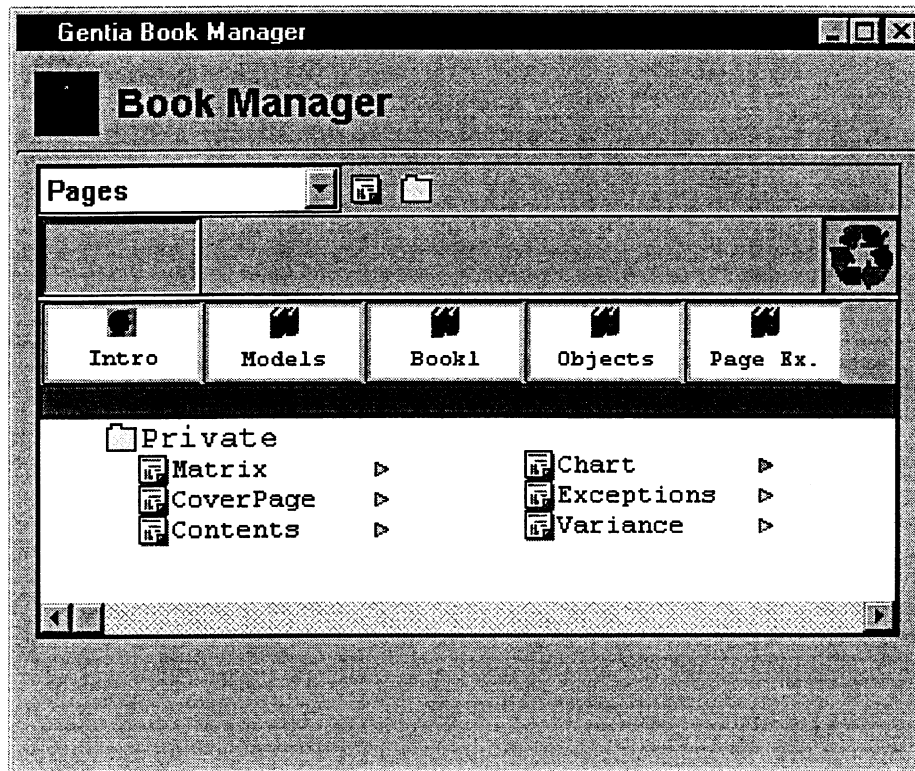 Gentia Book Manager
Book Manager
Pages
Intro Models Book1 Objects Page Ex.
Private
Matrix Chart
CoverPage Exceptions
Contents Variance